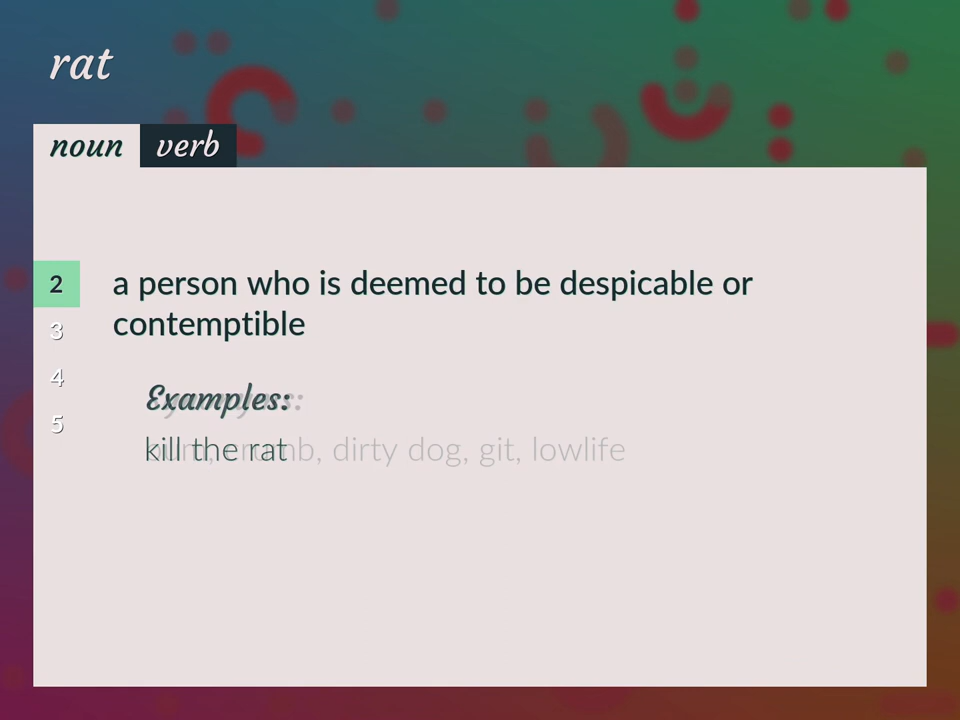 rat
noun verb
2 a person who is deemed to be despicable or
contemptible
3
4
5
Examples:
kill the rat
dirty dog, git, lowlife